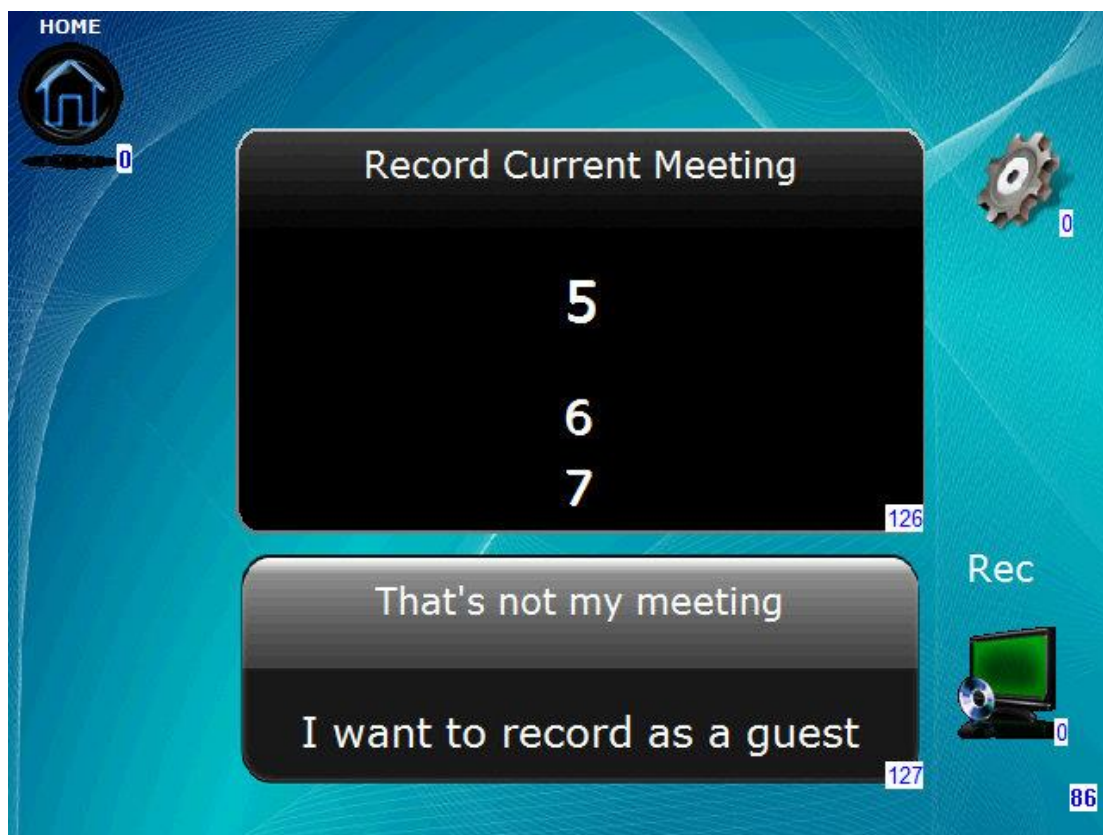 HOME
0
Record Current Meeting
0
5
6
7
126
Rec
That's not my meeting
I want to record as a guest
0
127
86